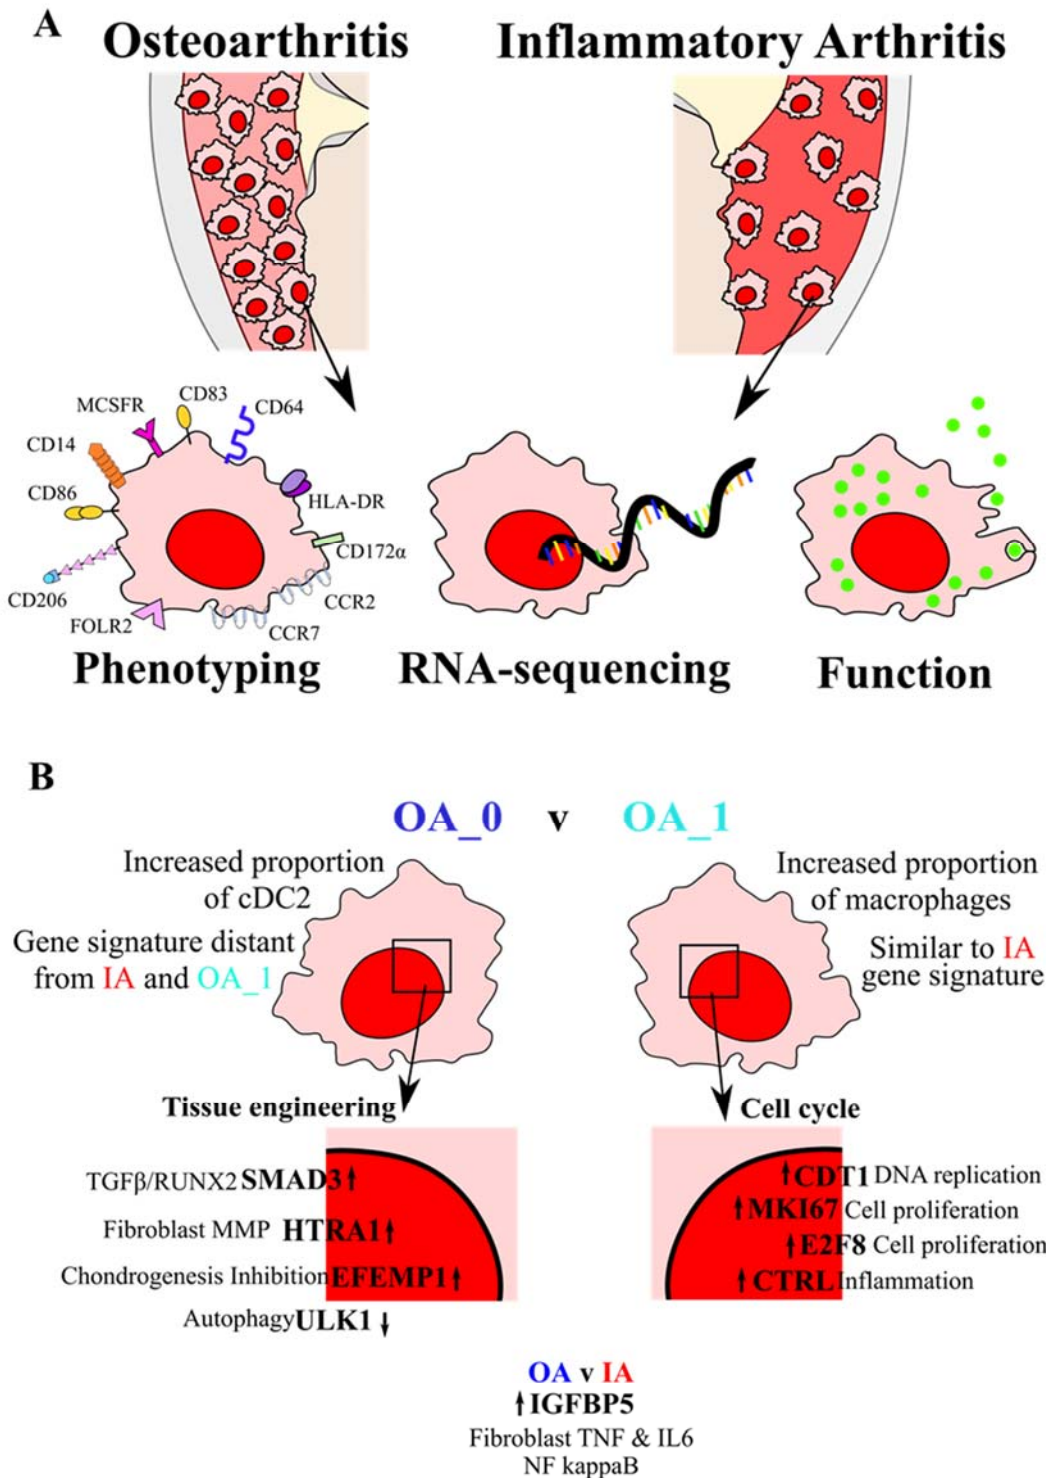 A
Osteoarthritis
Inflammatory Arthritis
CD83
MCSFR
CD64
CD14
CD86
HLA-DR
CD172α
CD206
CCR2
FOLR2
CCR7
Phenotyping
RNA-sequencing
Function
B
OA_0 v OA_1
Increased proportion
of cDC2
Gene signature distant
from IA and OA_1
Increased proportion
of macrophages
Similar to IA
gene signature
Tissue engineering
TGFβ/RUNX2 SMAD3↑
Fibroblast MMP HTRA1↑
Chondrogenesis Inhibition EFEMP1↑
Autophagy ULK1↓
Cell cycle
↑CDT1 DNA replication
↑MKI67 Cell proliferation
↑E2F8 Cell proliferation
↑CTRL Inflammation
OA v IA
↑IGFBP5
Fibroblast TNF & IL6
NF kappaB